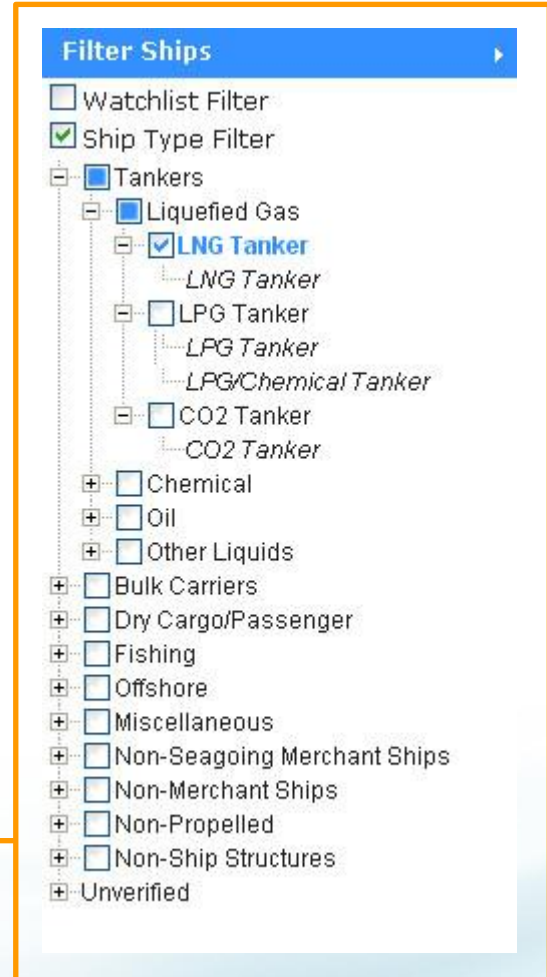 Filter Ships
Watchlist Filter
Ship Type Filter
Tankers
Liquefied Gas
LNG Tanker
LNG Tanker
LPG Tanker
LPG Tanker
LPG/Chemical Tanker
CO2 Tanker
CO2 Tanker
Chemical
Oil
Other Liquids
Bulk Carriers
Dry Cargo/Passenger
Fishing
Offshore
Miscellaneous
Non-Seagoing Merchant Ships
Non-Merchant Ships
Non-Propelled
Non-Ship Structures
Unverified